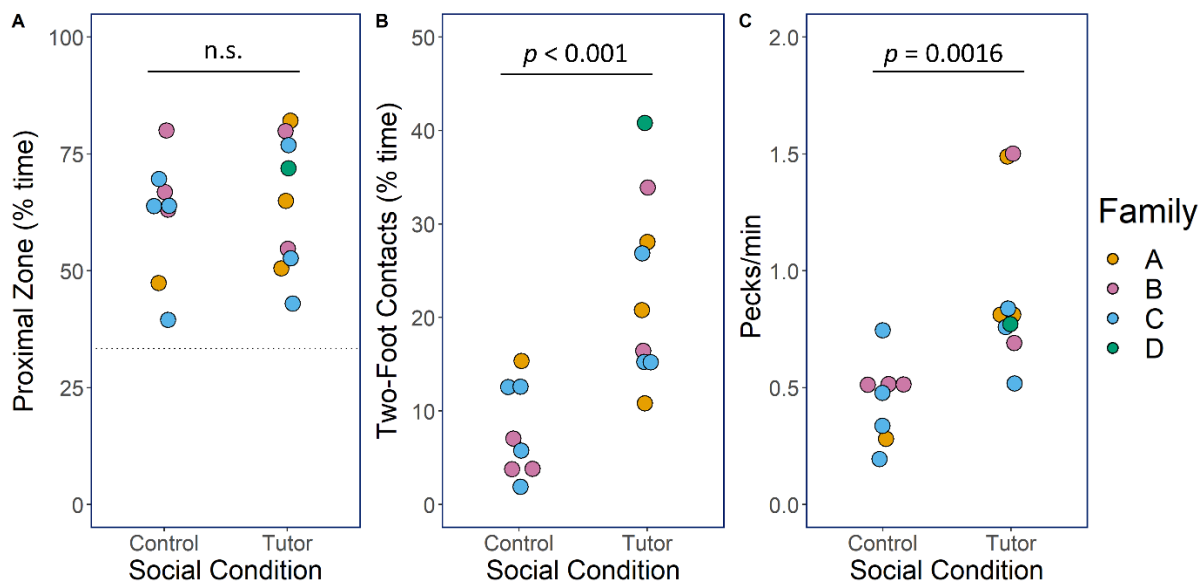 A
Proximal Zone (% time)
100
75
50
25
0
n.s.
Control Tutor
Social Condition
B
Two-Foot Contacts (% time)
50
40
30
20
10
0
p < 0.001
Control Tutor
Social Condition
C
Pecks/min
2.0
1.5
1.0
0.5
0.0
p = 0.0016
Control Tutor
Social Condition
Family
A
B
C
D